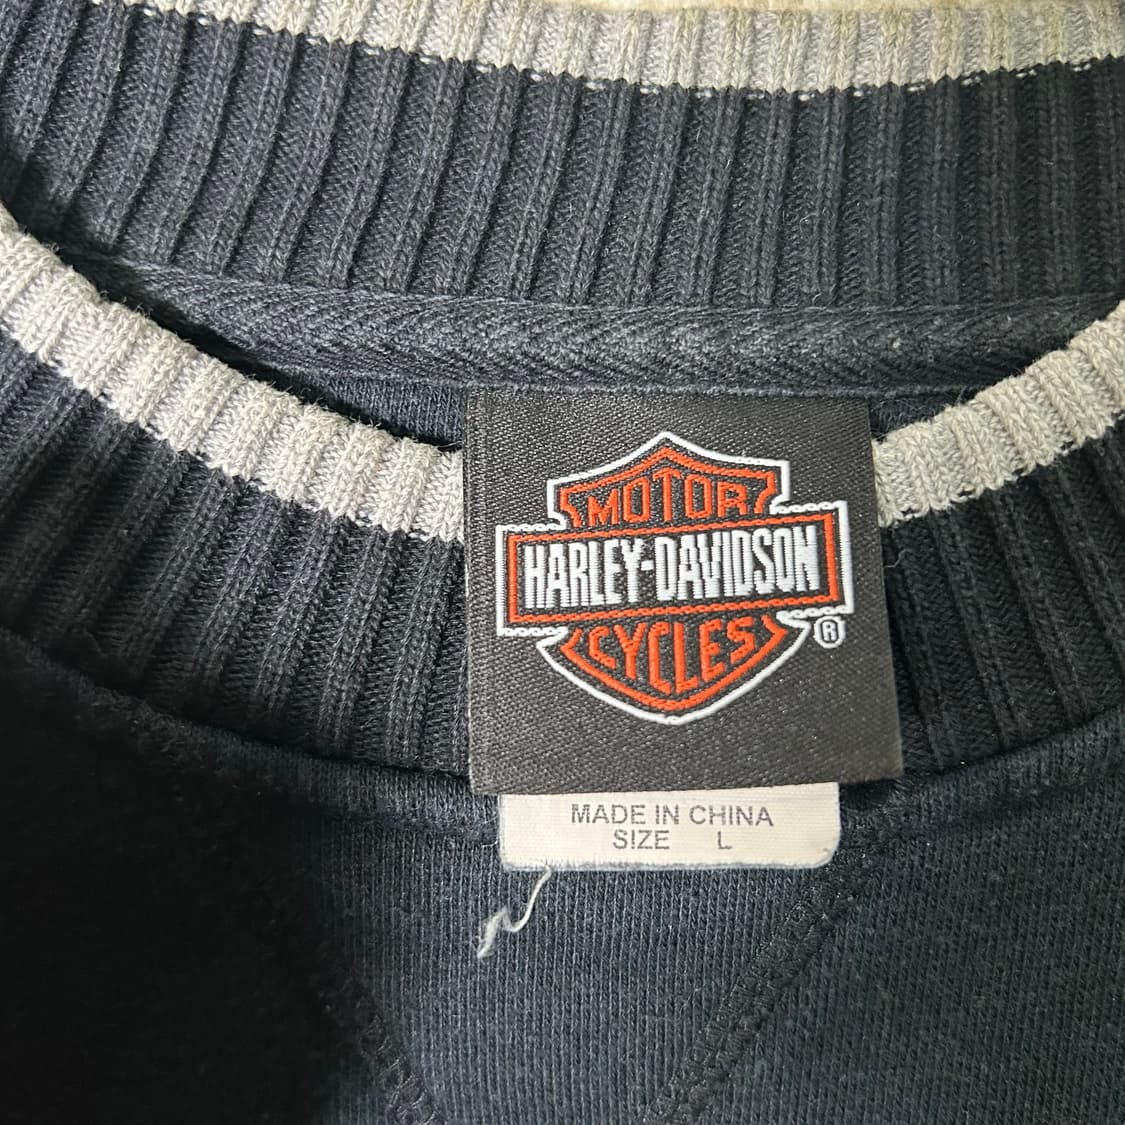 MOTOR
HARLEY-DAVIDSON
CYCLES
®
MADE IN CHINA
SIZE L